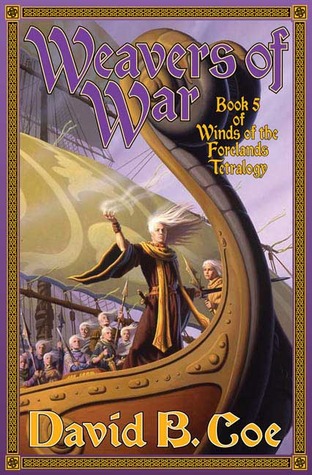 Weavers of
War
Book 5
of
Winds of the
Forelands
Tetralogy
David B. Coe